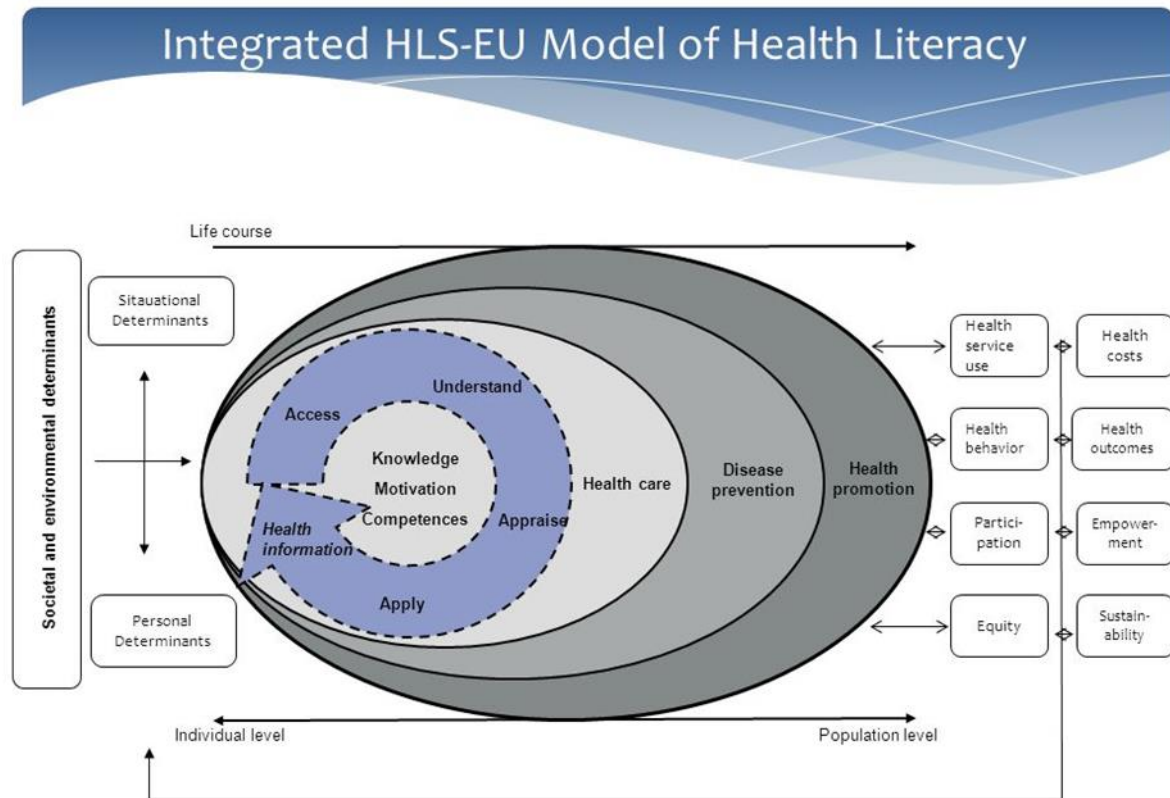 Integrated HLS-EU Model of Health Literacy
Life course
Societal and environmental determinants
Sitauational
Determinants
Personal
Determinants
Access
Understand
Knowledge
Motivation
Competences
Health
information
Appraise
Apply
Health care
Disease
prevention
Health
promotion
Health
service
use
Health
costs
Health
behavior
Health
outcomes
Partici-
pation
Empower-
ment
Equity
Sustain-
ability
Individual level
Population level